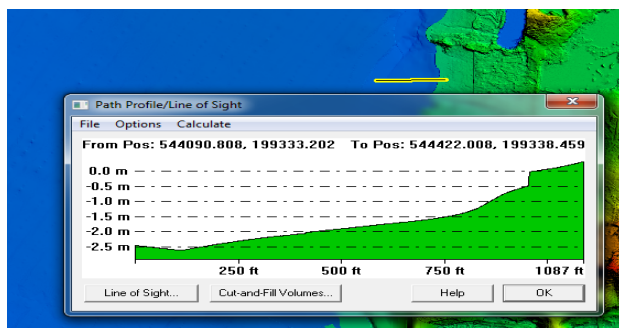 Path Profile/Line of Sight
File Options Calculate
From Pos: 544090.808, 199333.202 To Pos: 544422.008, 199338.459
0.0 m
-0.5 m
-1.0 m
-1.5 m
-2.0 m
-2.5 m
250 ft 500 ft 750 ft 1087 ft
Line of Sight... Cut-and-Fill Volumes... Help OK